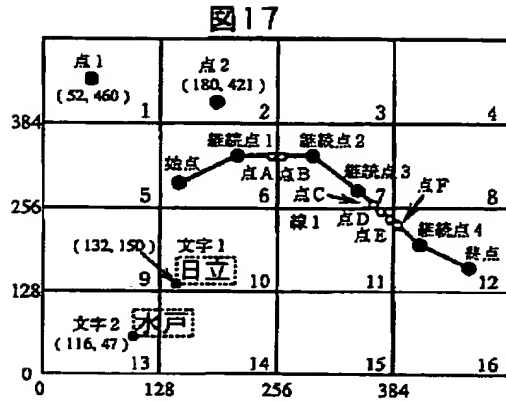 図17
点1
(52, 460)
1
点2
(180, 421)
2
3
4
384
継続点1
継続点2
始点
点A
点B
継続点3
点C
点F
5
6
7
8
256
線1
点D
点E
継続点4
終点
(132, 150)
文字1
日立
9
10
11
12
128
文字2
水戸
(116, 47)
13
14
15
16
0
128
256
384